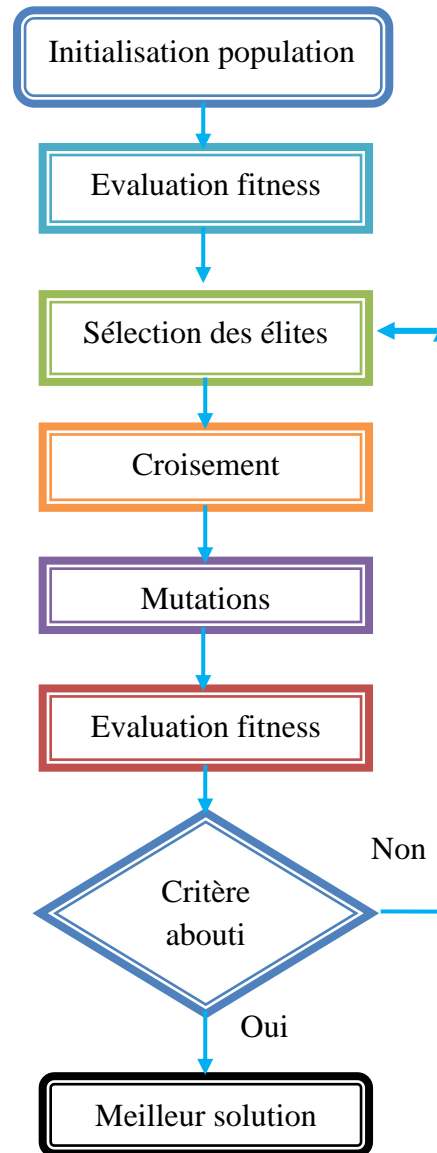 Initialisation population
Evaluation fitness
Sélection des élites
Croisement
Mutations
Evaluation fitness
Non
Critère
abouti
Oui
Meilleur solution